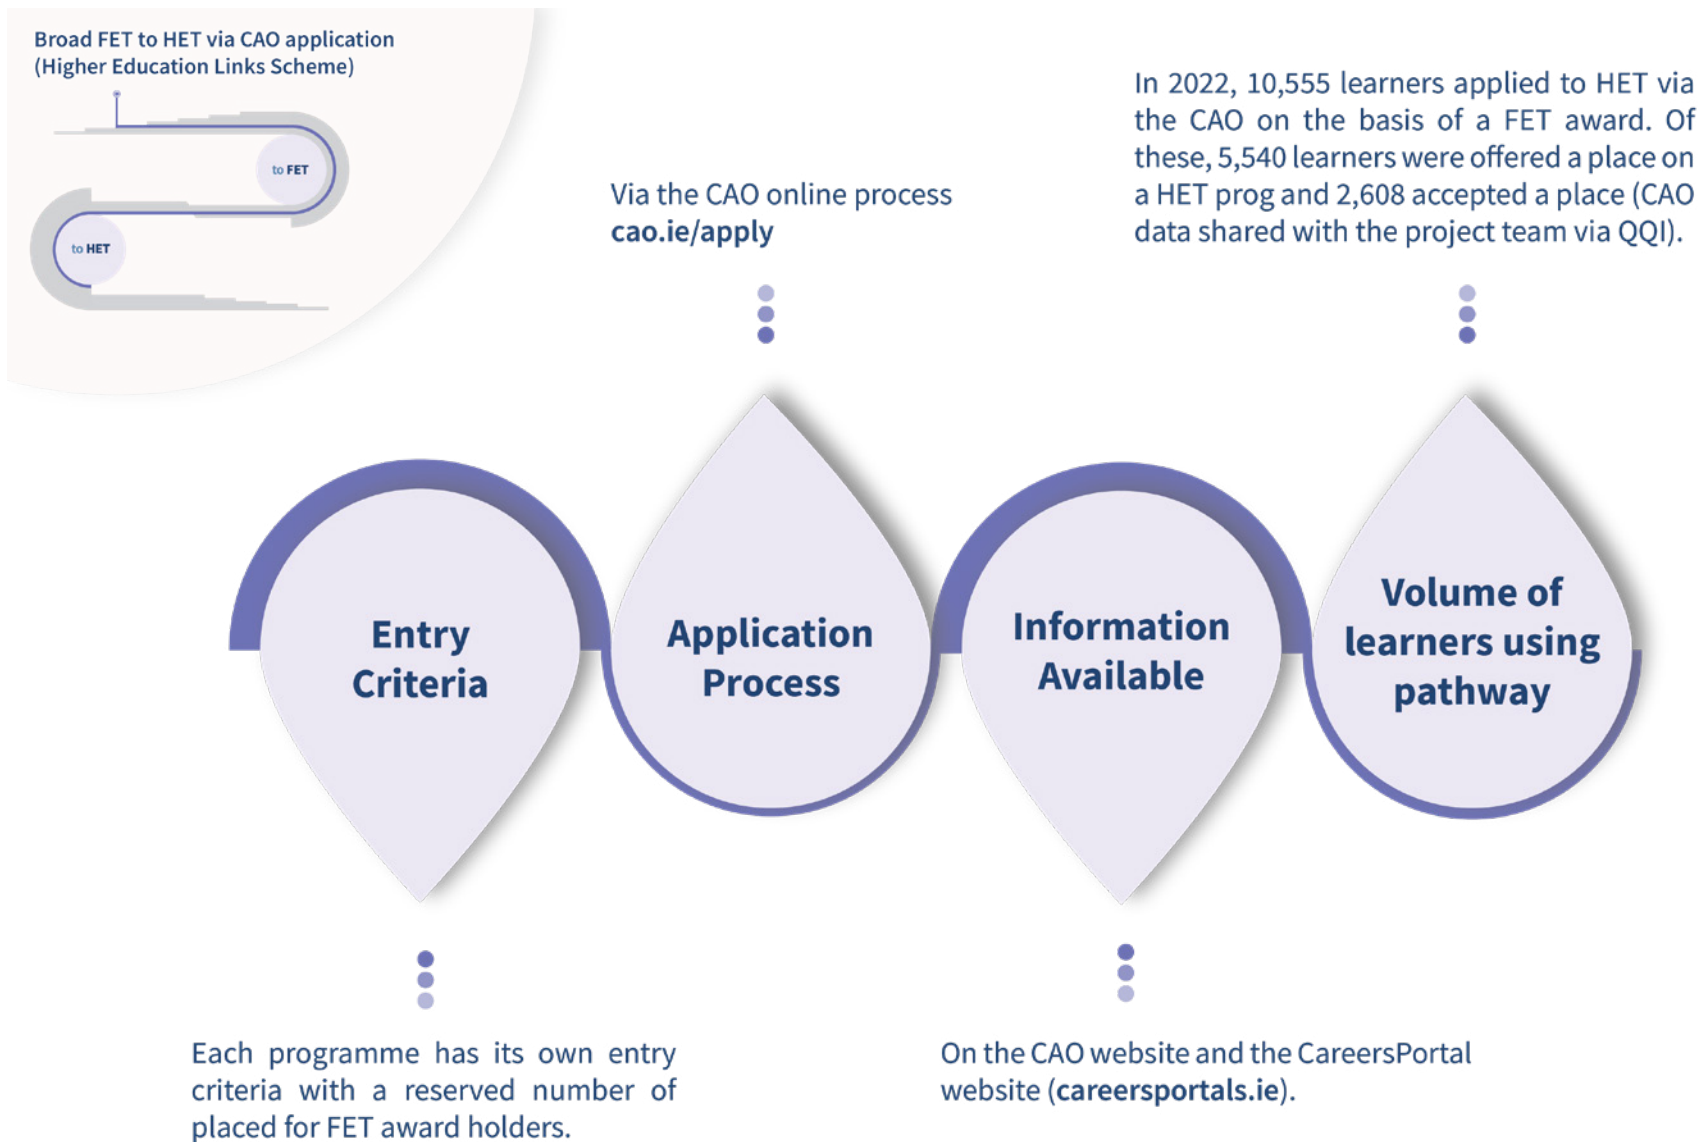 Broad FET to HET via CAO application
(Higher Education Links Scheme)
to FET
to HET
Via the CAO online process
cao.ie/apply
In 2022, 10,555 learners applied to HET via
the CAO on the basis of a FET award. Of
these, 5,540 learners were offered a place on
a HET prog and 2,608 accepted a place (CAO
data shared with the project team via QQI).
Entry
Criteria
Application
Process
Information
Available
Volume of
learners using
pathway
Each programme has its own entry
criteria with a reserved number of
placed for FET award holders.
On the CAO website and the CareersPortal
website (careersportals.ie).